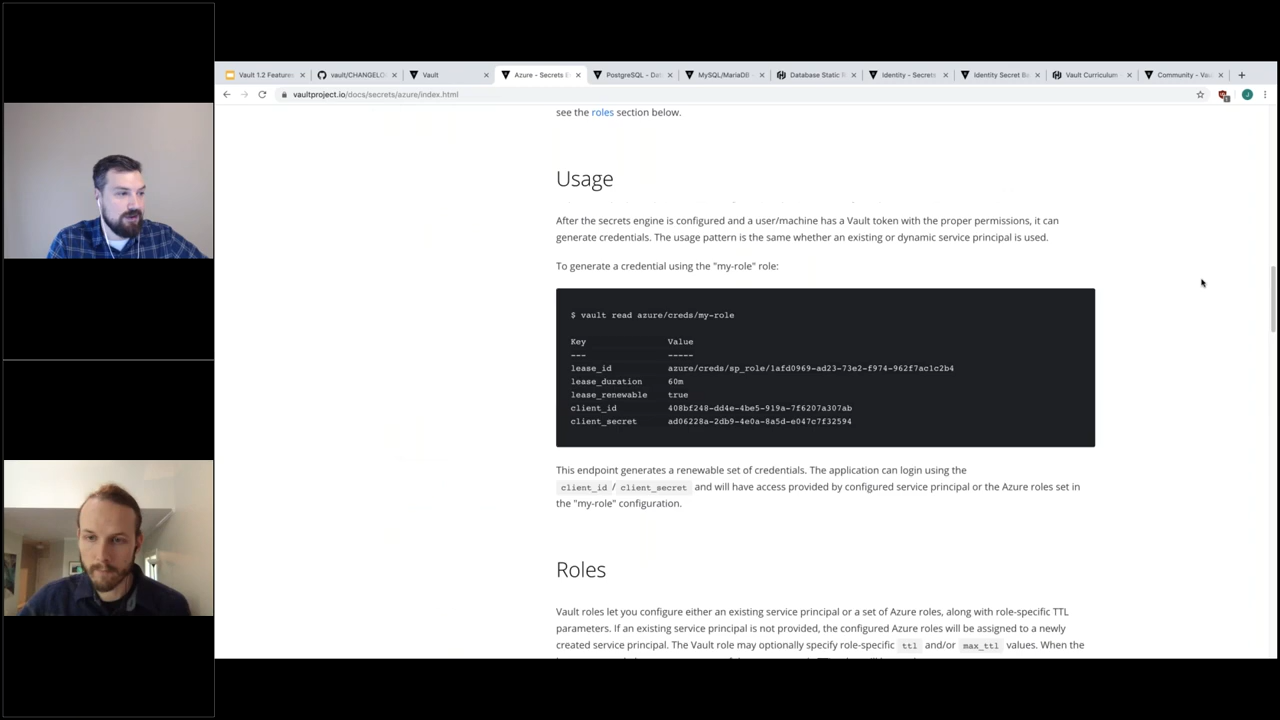 Vault 1.2 Features
vault/CHANGELO
Vault
Azure - Secrets E
PostgreSQL - Dat
MySQL/MariaDB -
Database Static R
Identity - Secrets
Identity Secret Ba
Vault Curriculum -
Community - Vau
vaultproject.io/docs/secrets/azure/index.html
J
see the roles section below.
Usage
After the secrets engine is configured and a user/machine has a Vault token with the proper permissions, it can
generate credentials. The usage pattern is the same whether an existing or dynamic service principal is used.
To generate a credential using the "my-role" role:
$ vault read azure/creds/my-role
Key Value
--- -----
lease_id azure/creds/sp_role/1afd0969-ad23-73e2-f974-962f7ac1c2b4
lease_duration 60m
lease_renewable true
client_id 408bf248-dd4e-4be5-919a-7f6207a307ab
client_secret ad06228a-2db9-4e0a-8a5d-e047c7f32594
This endpoint generates a renewable set of credentials. The application can login using the
client_id / client_secret and will have access provided by configured service principal or the Azure roles set in
the "my-role" configuration.
Roles
Vault roles let you configure either an existing service principal or a set of Azure roles, along with role-specific TTL
parameters. If an existing service principal is not provided, the configured Azure roles will be assigned to a newly
created service principal. The Vault role may optionally specify role-specific ttl and/or max_ttl values. When the